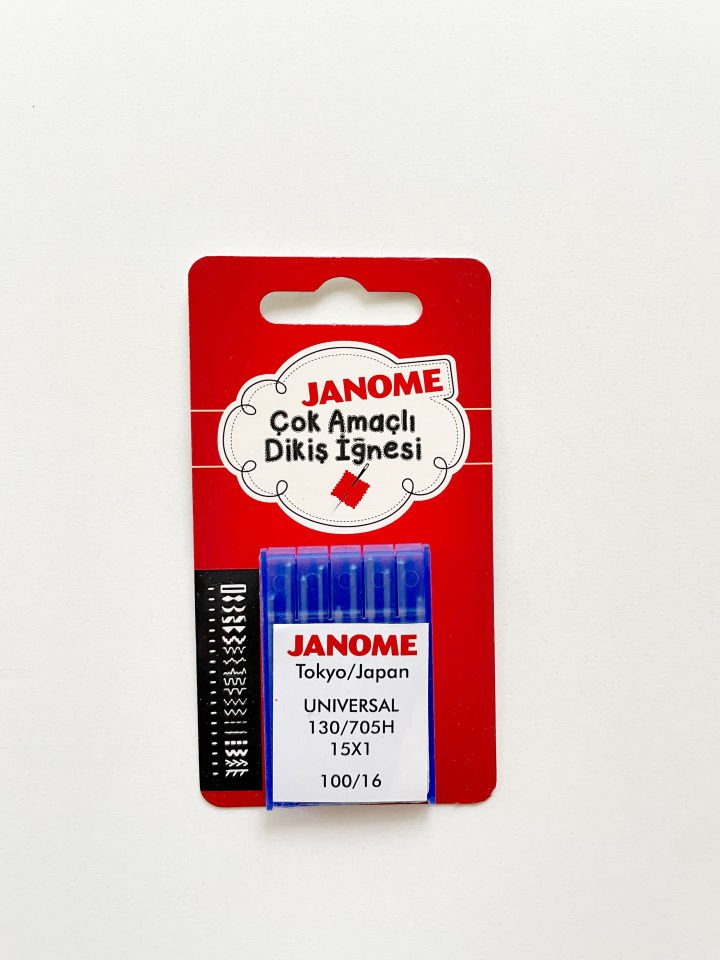 JANOME
Çok Amaçlı
Dikiş İğnesi
JANOME
Tokyo/Japan
UNIVERSAL
130/705H
15X1
100/16